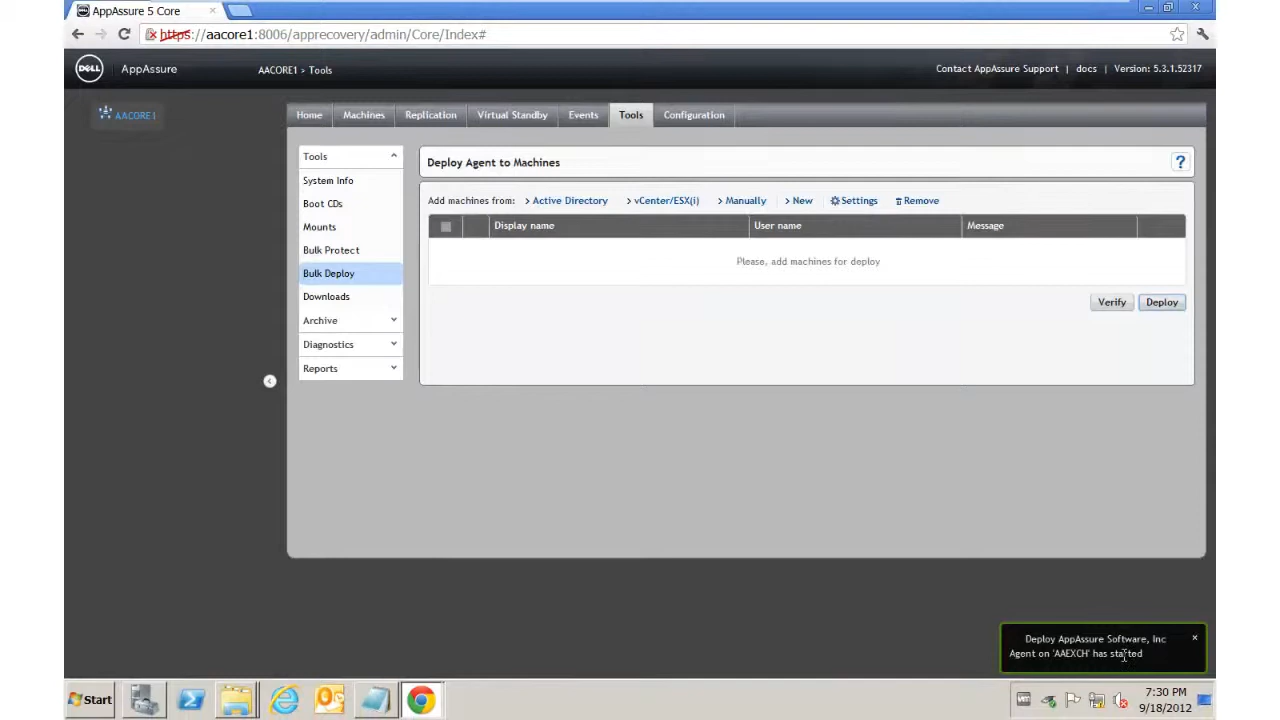 AppAssure 5 Core
https://aacore1:8006/apprecovery/admin/Core/Index#
DELL
AppAssure
AACORE1 > Tools
Contact AppAssure Support | docs | Version: 5.3.1.52317
AACORE1
Home
Machines
Replication
Virtual Standby
Events
Tools
Configuration
Tools
System Info
Boot CDs
Mounts
Bulk Protect
Bulk Deploy
Downloads
Archive
Diagnostics
Reports
Deploy Agent to Machines
?
Add machines from: > Active Directory > vCenter/ESX(i) > Manually > New Settings Remove
Display name
User name
Message
Please, add machines for deploy
Verify
Deploy
Deploy AppAssure Software, Inc
Agent on 'AAEXCH' has started
Start
7:30 PM
9/18/2012